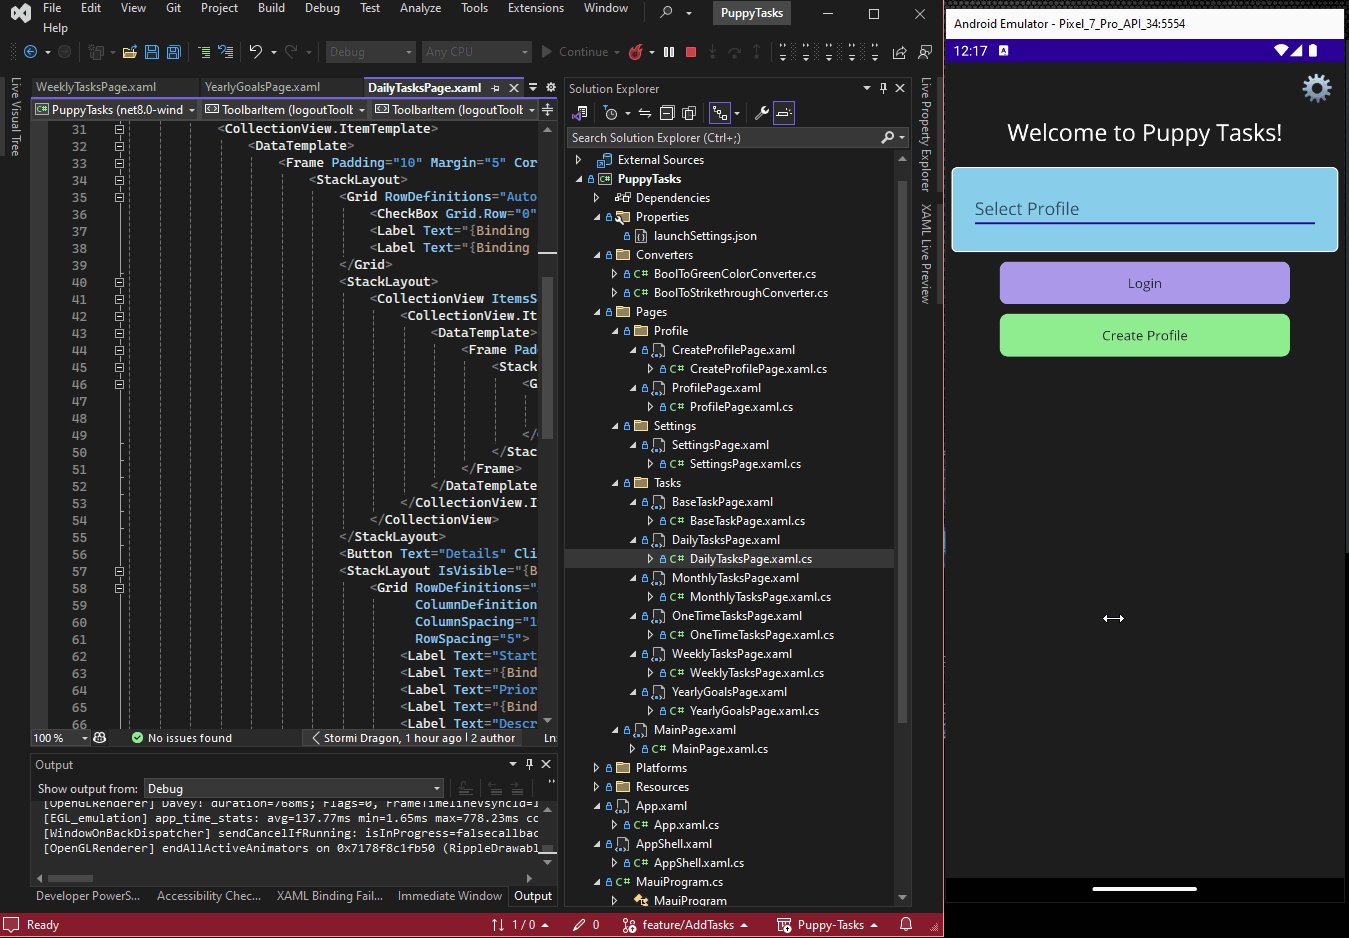 File Edit View Git Project Build Debug Test Analyze Tools Extensions Window
Help
PuppyTasks
Debug
Any CPU
Continue
Live Visual Tree
WeeklyTasksPage.xaml
YearlyGoalsPage.xaml
DailyTasksPage.xaml
PuppyTasks (net8.0-wind
ToolbarItem (logoutToolb
ToolbarItem (logoutToolb
31 <CollectionView.ItemTemplate>
32 <DataTemplate>
33 <Frame Padding="10" Margin="5" Cor
34 <StackLayout>
35 <Grid RowDefinitions="Auto
36 <CheckBox Grid.Row="0"
37 <Label Text="{Binding
38 <Label Text="{Binding
39 </Grid>
40 <StackLayout>
41 <CollectionView ItemsS
42 <CollectionView.It
43 <DataTemplate>
44 <Frame Pad
45 <Stack
46 <G
47
48
49 </
50 </Stac
51 </Frame>
52 </DataTemplate
53 </CollectionView.I
54 </CollectionView>
55 </StackLayout>
56 <Button Text="Details" Cli
57 <StackLayout IsVisible="{B
58 <Grid RowDefinitions="
59 ColumnDefinition
60 ColumnSpacing="1
61 RowSpacing="5">
62 <Label Text="Start
63 <Label Text="{Bind
64 <Label Text="Prior
65 <Label Text="{Bind
66 <Label Text="Descr
100 %
No issues found
Stormi Dragon, 1 hour ago | 2 author
Ln:
Output
Show output from: Debug
[OpenGLRenderer] Davey! duration=768ms; Flags=0, FrameTimelineVsyncId=1
[EGL_emulation] app_time_stats: avg=137.77ms min=1.65ms max=778.23ms co
[WindowOnBackDispatcher] sendCancelIfRunning: isInProgress=falsecallbac
[OpenGLRenderer] endAllActiveAnimators on 0x7178f8c1fb50 (RippleDrawabl
Developer PowerS...
Accessibility Chec...
XAML Binding Fail...
Immediate Window
Output
Solution Explorer
Search Solution Explorer (Ctrl+;)
External Sources
PuppyTasks
Dependencies
Properties
launchSettings.json
Converters
C# BoolToGreenColorConverter.cs
C# BoolToStrikethroughConverter.cs
Pages
Profile
CreateProfilePage.xaml
C# CreateProfilePage.xaml.cs
ProfilePage.xaml
C# ProfilePage.xaml.cs
Settings
SettingsPage.xaml
C# SettingsPage.xaml.cs
Tasks
BaseTaskPage.xaml
C# BaseTaskPage.xaml.cs
DailyTasksPage.xaml
C# DailyTasksPage.xaml.cs
MonthlyTasksPage.xaml
C# MonthlyTasksPage.xaml.cs
OneTimeTasksPage.xaml
C# OneTimeTasksPage.xaml.cs
WeeklyTasksPage.xaml
C# WeeklyTasksPage.xaml.cs
YearlyGoalsPage.xaml
C# YearlyGoalsPage.xaml.cs
MainPage.xaml
C# MainPage.xaml.cs
Platforms
Resources
App.xaml
C# App.xaml.cs
AppShell.xaml
C# AppShell.xaml.cs
C# MauiProgram.cs
MauiProgram
Live Property Explorer
XAML Live Preview
Ready
1 / 0
0
feature/AddTasks
Puppy-Tasks
Android Emulator - Pixel_7_Pro_API_34:5554
12:17
Welcome to Puppy Tasks!
Select Profile
Login
Create Profile